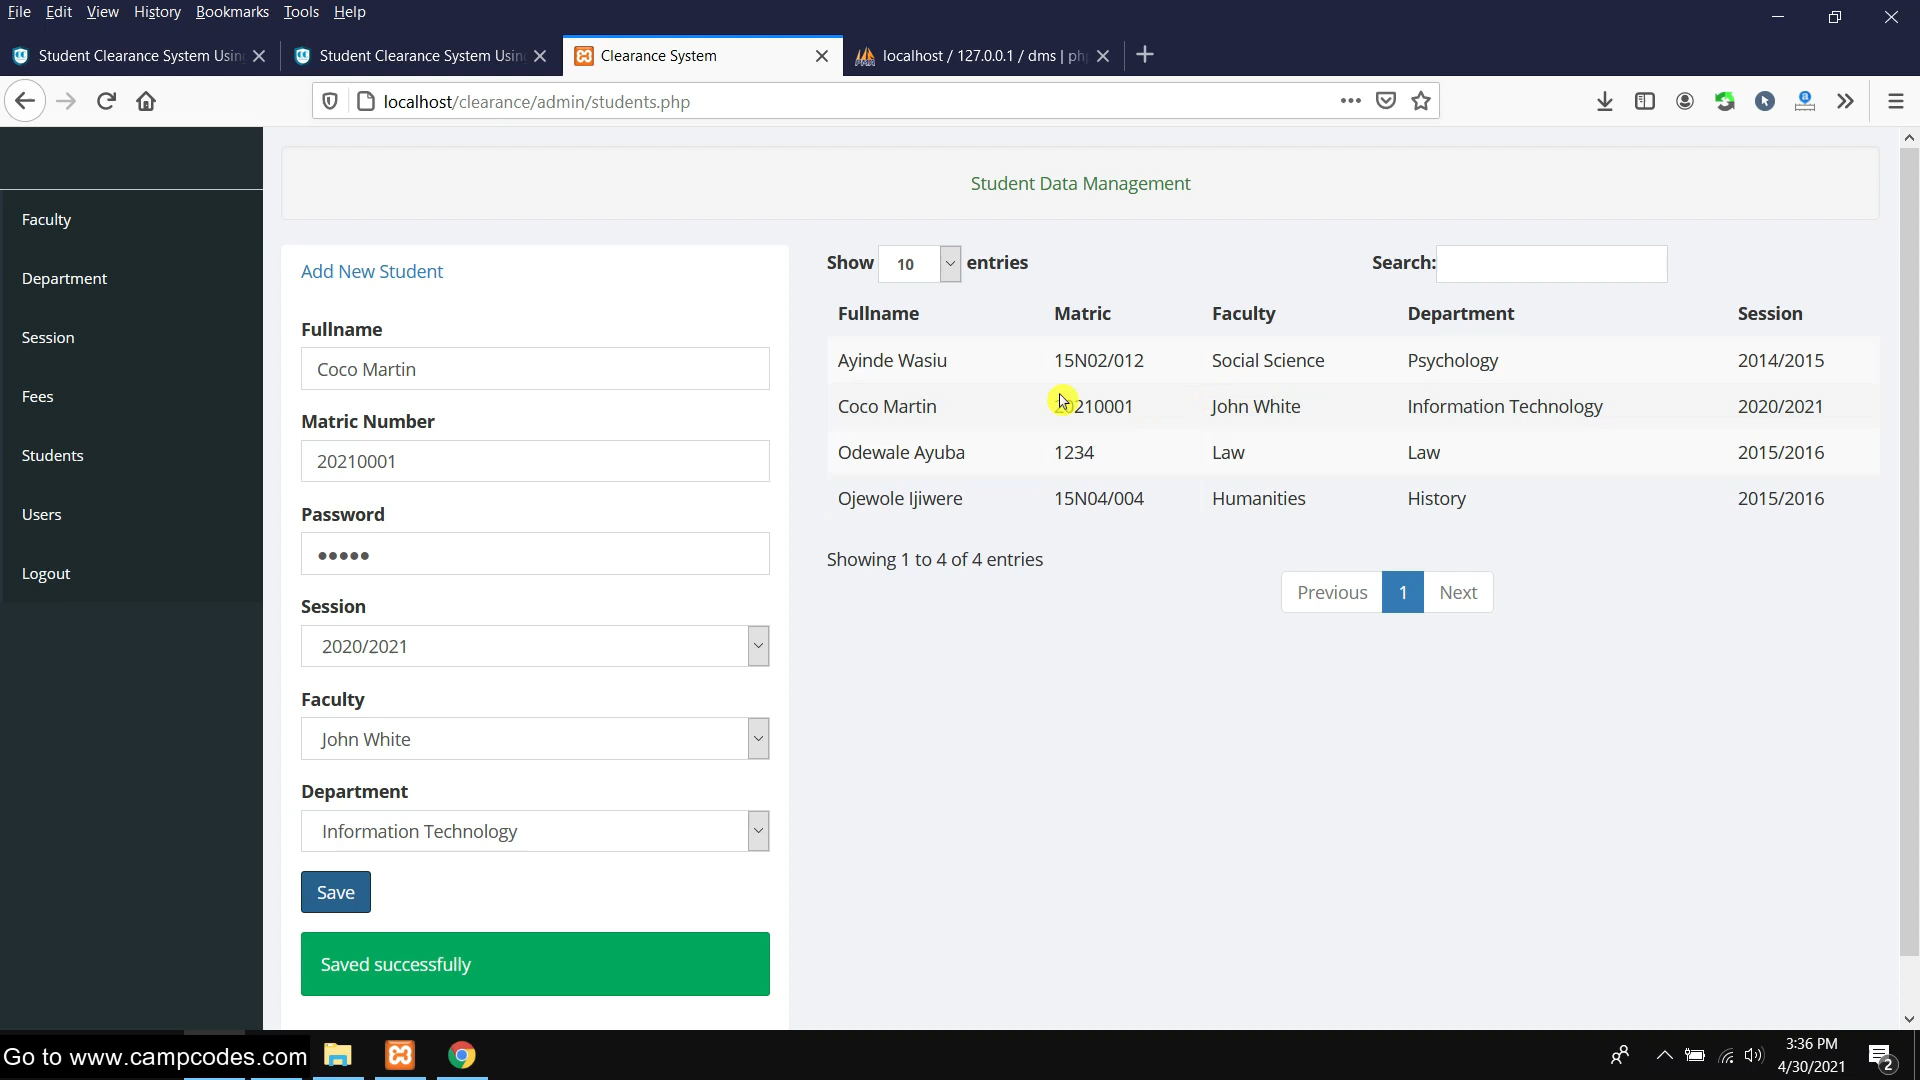 File Edit View History Bookmarks Tools Help
Student Clearance System Usin
Student Clearance System Usin
Clearance System
localhost / 127.0.0.1 / dms | ph
localhost/clearance/admin/students.php
Faculty
Department
Session
Fees
Students
Users
Logout
Student Data Management
Add New Student
Fullname
Coco Martin
Matric Number
20210001
Password
●●●●●
Session
2020/2021
Faculty
John White
Department
Information Technology
Save
Saved successfully
Show 10 entries
Search:
Fullname Matric Faculty Department Session
Ayinde Wasiu 15N02/012 Social Science Psychology 2014/2015
Coco Martin 20210001 John White Information Technology 2020/2021
Odewale Ayuba 1234 Law Law 2015/2016
Ojewole Ijiwere 15N04/004 Humanities History 2015/2016
Showing 1 to 4 of 4 entries
Previous 1 Next
Go to www.campcodes.com
3:36 PM
4/30/2021
2